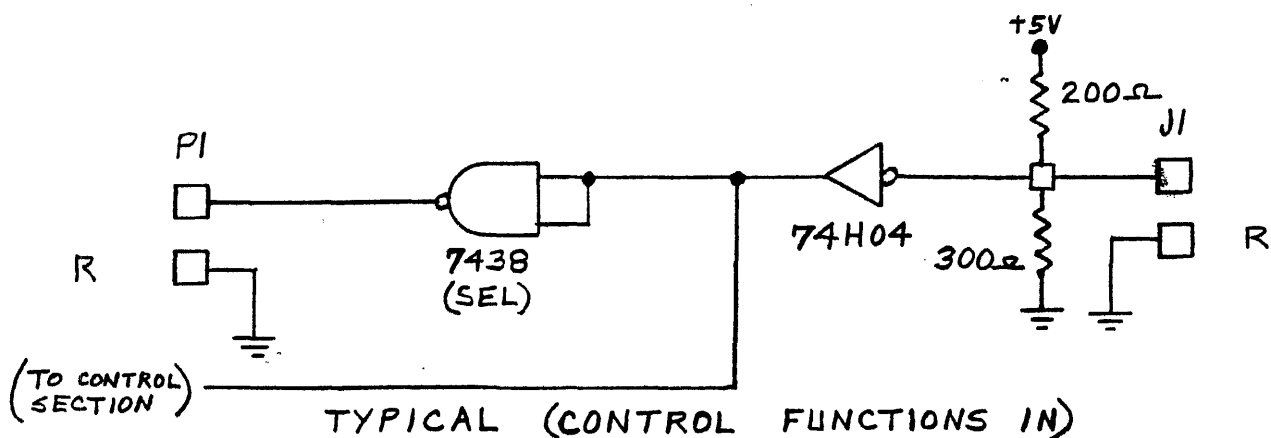 +5V
200Ω
J1
P1
74H04
R
7438
(SEL)
300Ω
R
(TO CONTROL
SECTION)
TYPICAL (CONTROL FUNCTIONS IN)